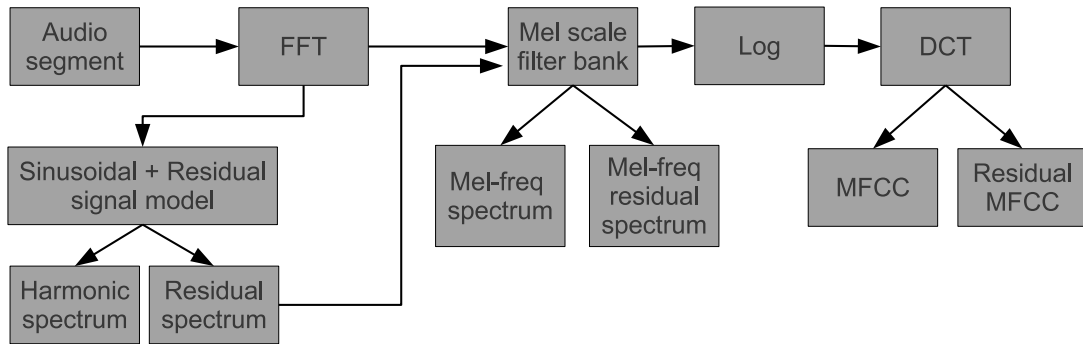 Audio
segment
FFT
Mel scale
filter bank
Log
DCT
Sinusoidal + Residual
signal model
Mel-freq
spectrum
Mel-freq
residual
spectrum
MFCC
Residual
MFCC
Harmonic
spectrum
Residual
spectrum